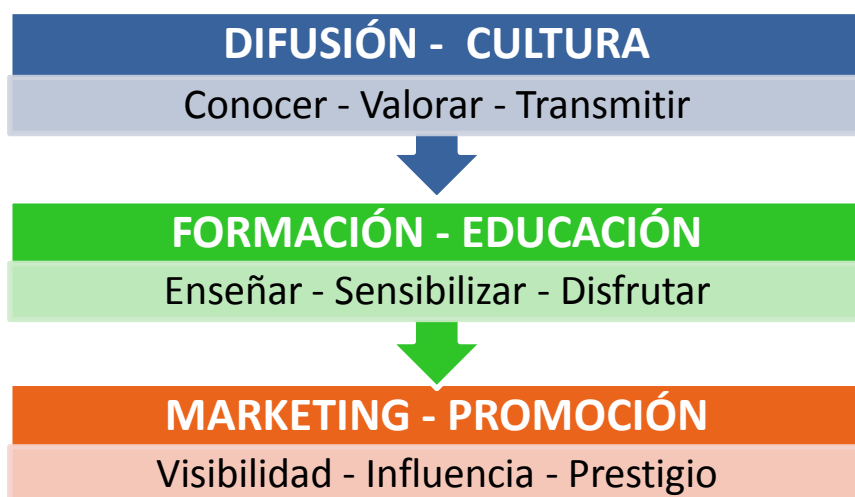 DIFUSIÓN - CULTURA
Conocer - Valorar - Transmitir
FORMACIÓN - EDUCACIÓN
Enseñar - Sensibilizar - Disfrutar
MARKETING - PROMOCIÓN
Visibilidad - Influencia - Prestigio